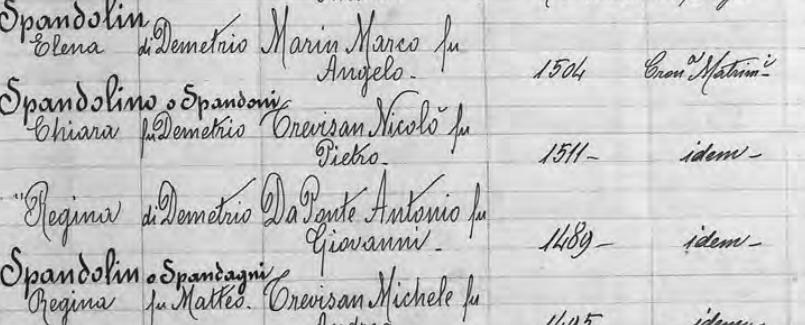 Spandolin
Elena di Demetrio Marin Marco fu
Angelo. 1504 Cron.a Matrim.i
Spandolino o Spandoni
Chiara fu Demetrio Trevisan Nicolò fu
Pietro. 1511 - idem -
" Regina di Demetrio Da Ponte Antonio fu
Giovanni. 1489 - idem -
Spandolin o Spandagni
Regina fu Matteo. Trevisan Michele fu
Andrea idem